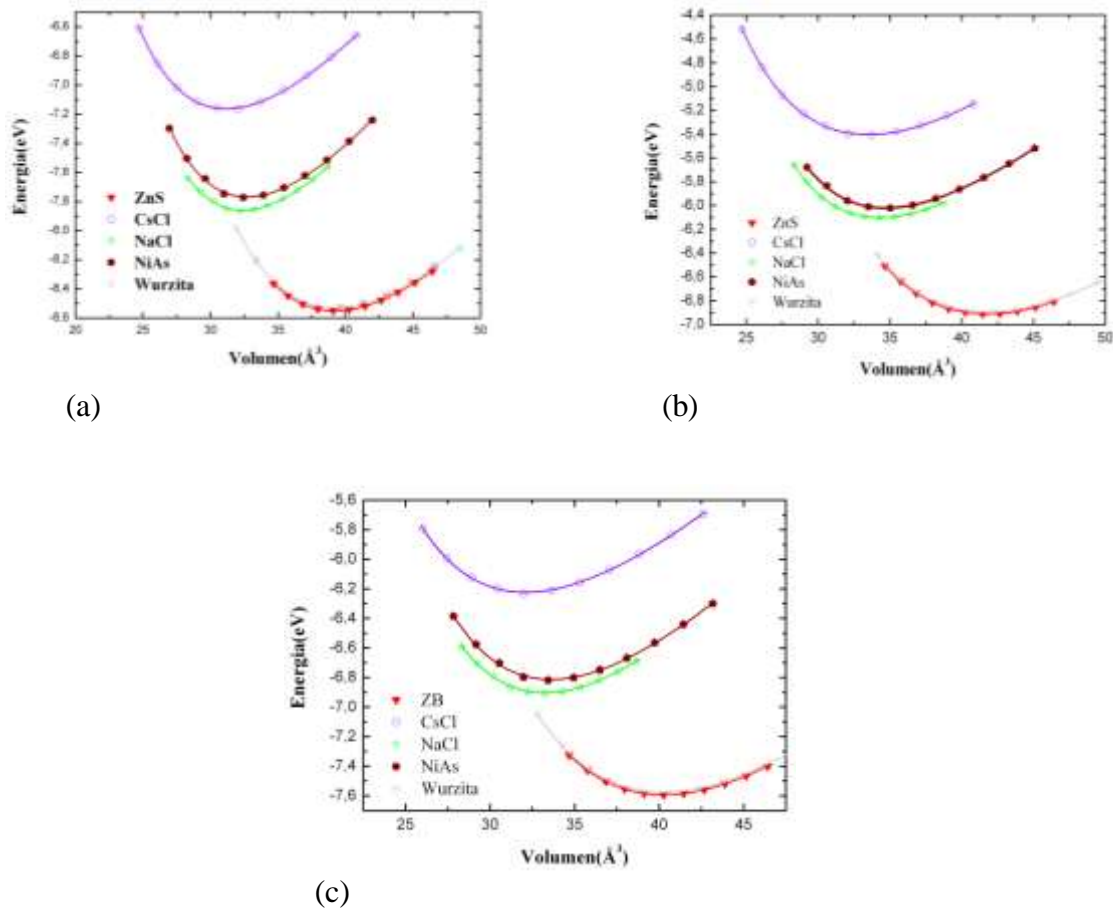 -6.6
-6.8
-7.0
-7.2
-7.4
-7.6
-7.8
-8.0
-8.2
-8.4
-8.6
Energia(eV)
ZnS
CsCl
NaCl
NiAs
Wurzita
20 25 30 35 40 45 50
Volumen(Å³)
(a)
-4,4
-4,6
-4,8
-5,0
-5,2
-5,4
-5,6
-5,8
-6,0
-6,2
-6,4
-6,6
-6,8
-7,0
Energia(eV)
ZnS
CsCl
NaCl
NiAs
Wurzita
25 30 35 40 45 50
Volumen(Å³)
(b)
-5,6
-5,8
-6,0
-6,2
-6,4
-6,6
-6,8
-7,0
-7,2
-7,4
-7,6
Energia(eV)
ZB
CsCl
NaCl
NiAs
Wurzita
25 30 35 40 45
Volumen(Å³)
(c)